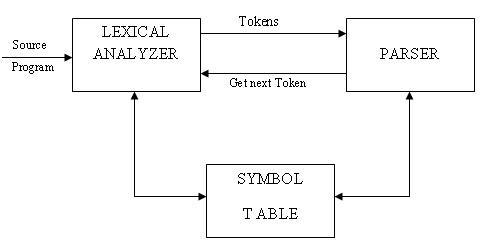 Source
Program
LEXICAL
ANALYZER
Tokens
Get next Token
PARSER
SYMBOL
TABLE